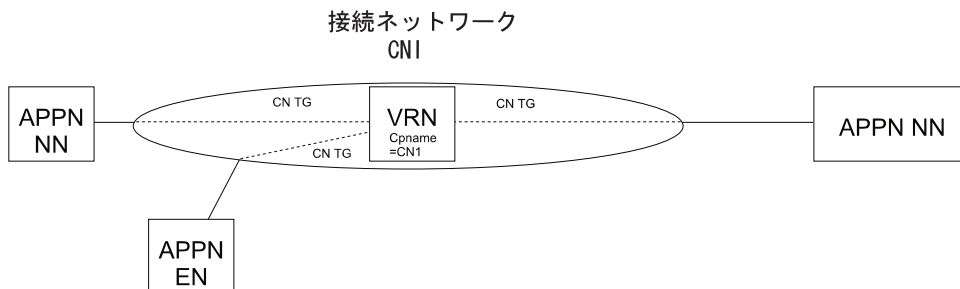 接続ネットワーク
CNI
CN TG
CN TG
APPN
NN
VRN
Cpname
=CN1
APPN NN
CN TG
APPN
EN